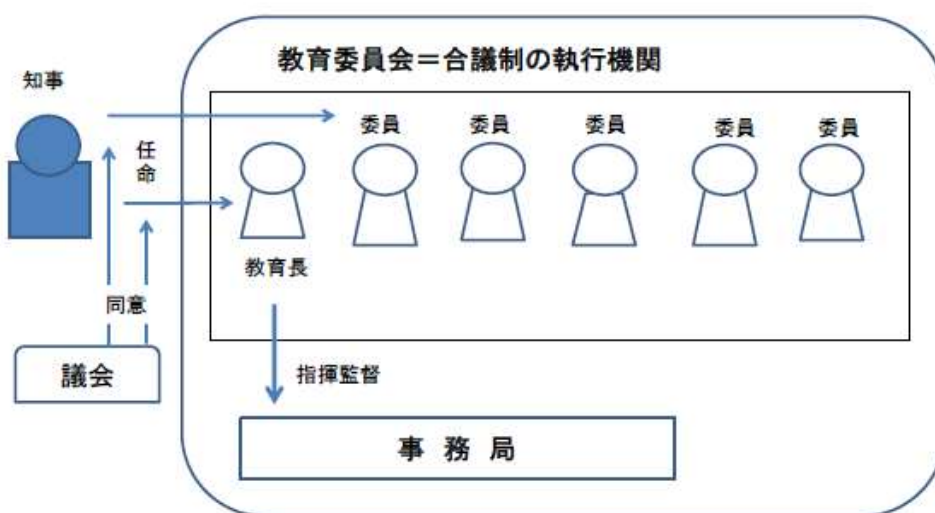 教育委員会＝合議制の執行機関
知事
任命
委員 委員 委員 委員 委員
教育長
同意
議会
指揮監督
事務局